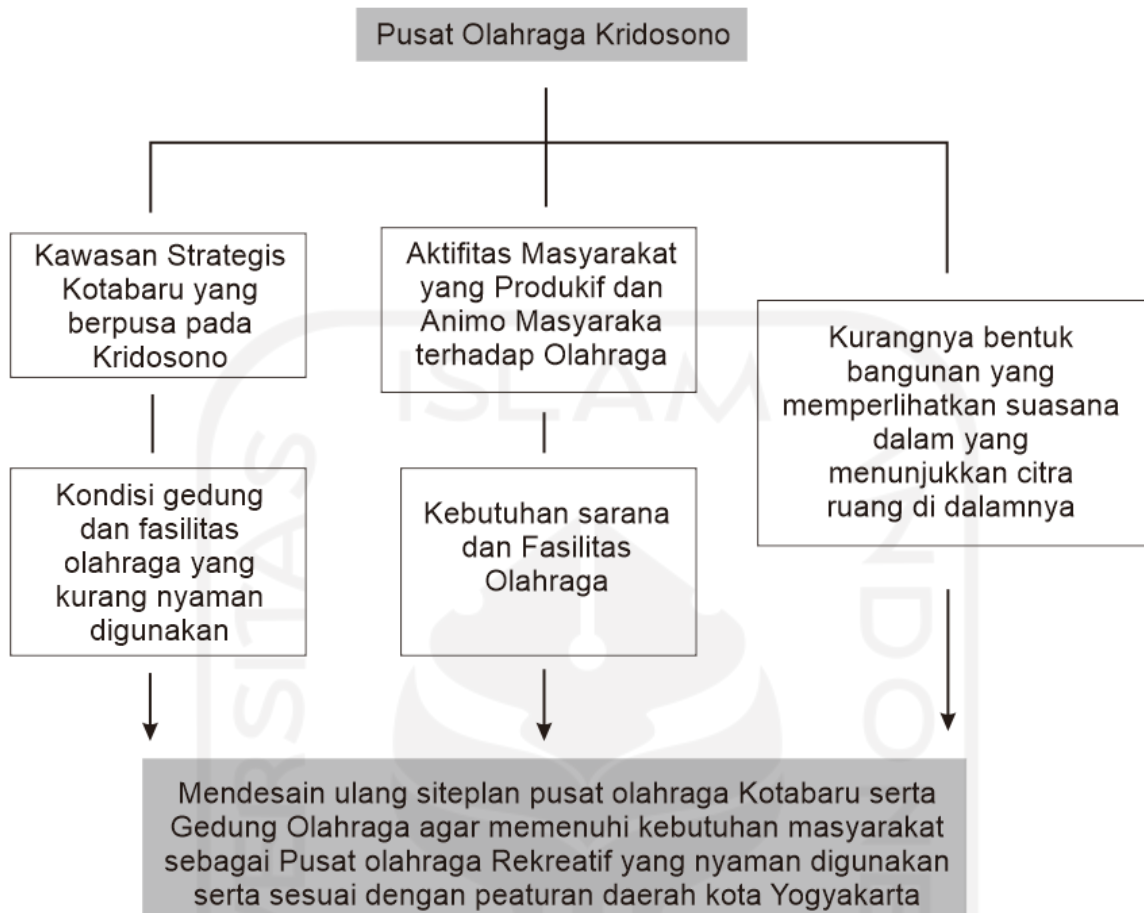 Pusat Olahraga Kridosono
Kawasan Strategis
Kotabaru yang
berpusa pada
Kridosono
Aktifitas Masyarakat
yang Produkif dan
Animo Masyaraka
terhadap Olahraga
Kurangnya bentuk
bangunan yang
memperlihatkan suasana
dalam yang
menunjukkan citra
ruang di dalamnya
Kondisi gedung
dan fasilitas
olahraga yang
kurang nyaman
digunakan
Kebutuhan sarana
dan Fasilitas
Olahraga
Mendesain ulang siteplan pusat olahraga Kotabaru serta
Gedung Olahraga agar memenuhi kebutuhan masyarakat
sebagai Pusat olahraga Rekreatif yang nyaman digunakan
serta sesuai dengan peaturan daerah kota Yogyakarta
ISLAM